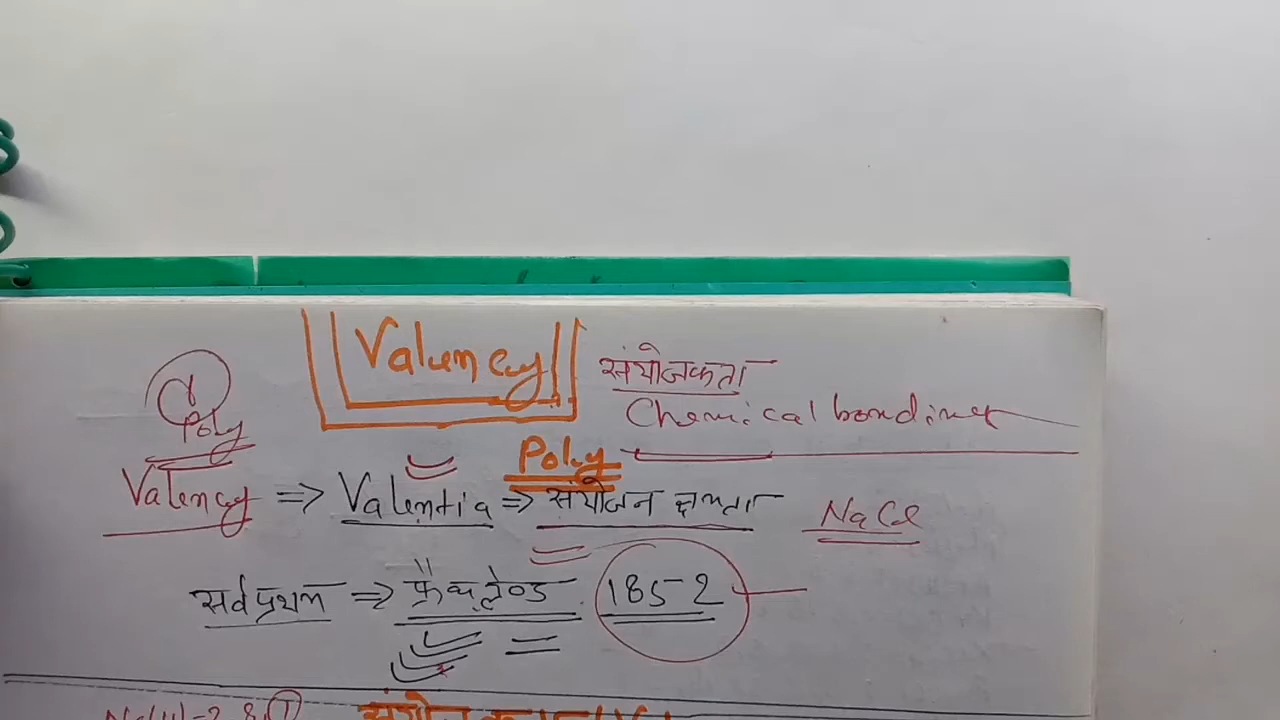 Valency संयोजकता
Chemical bonding
Poly
Poly
Valency ⇒ Valentia ⇒ संयोजन क्षमता NaCl
सर्वप्रथम ⇒ फ्रैंकलैण्ड 1852